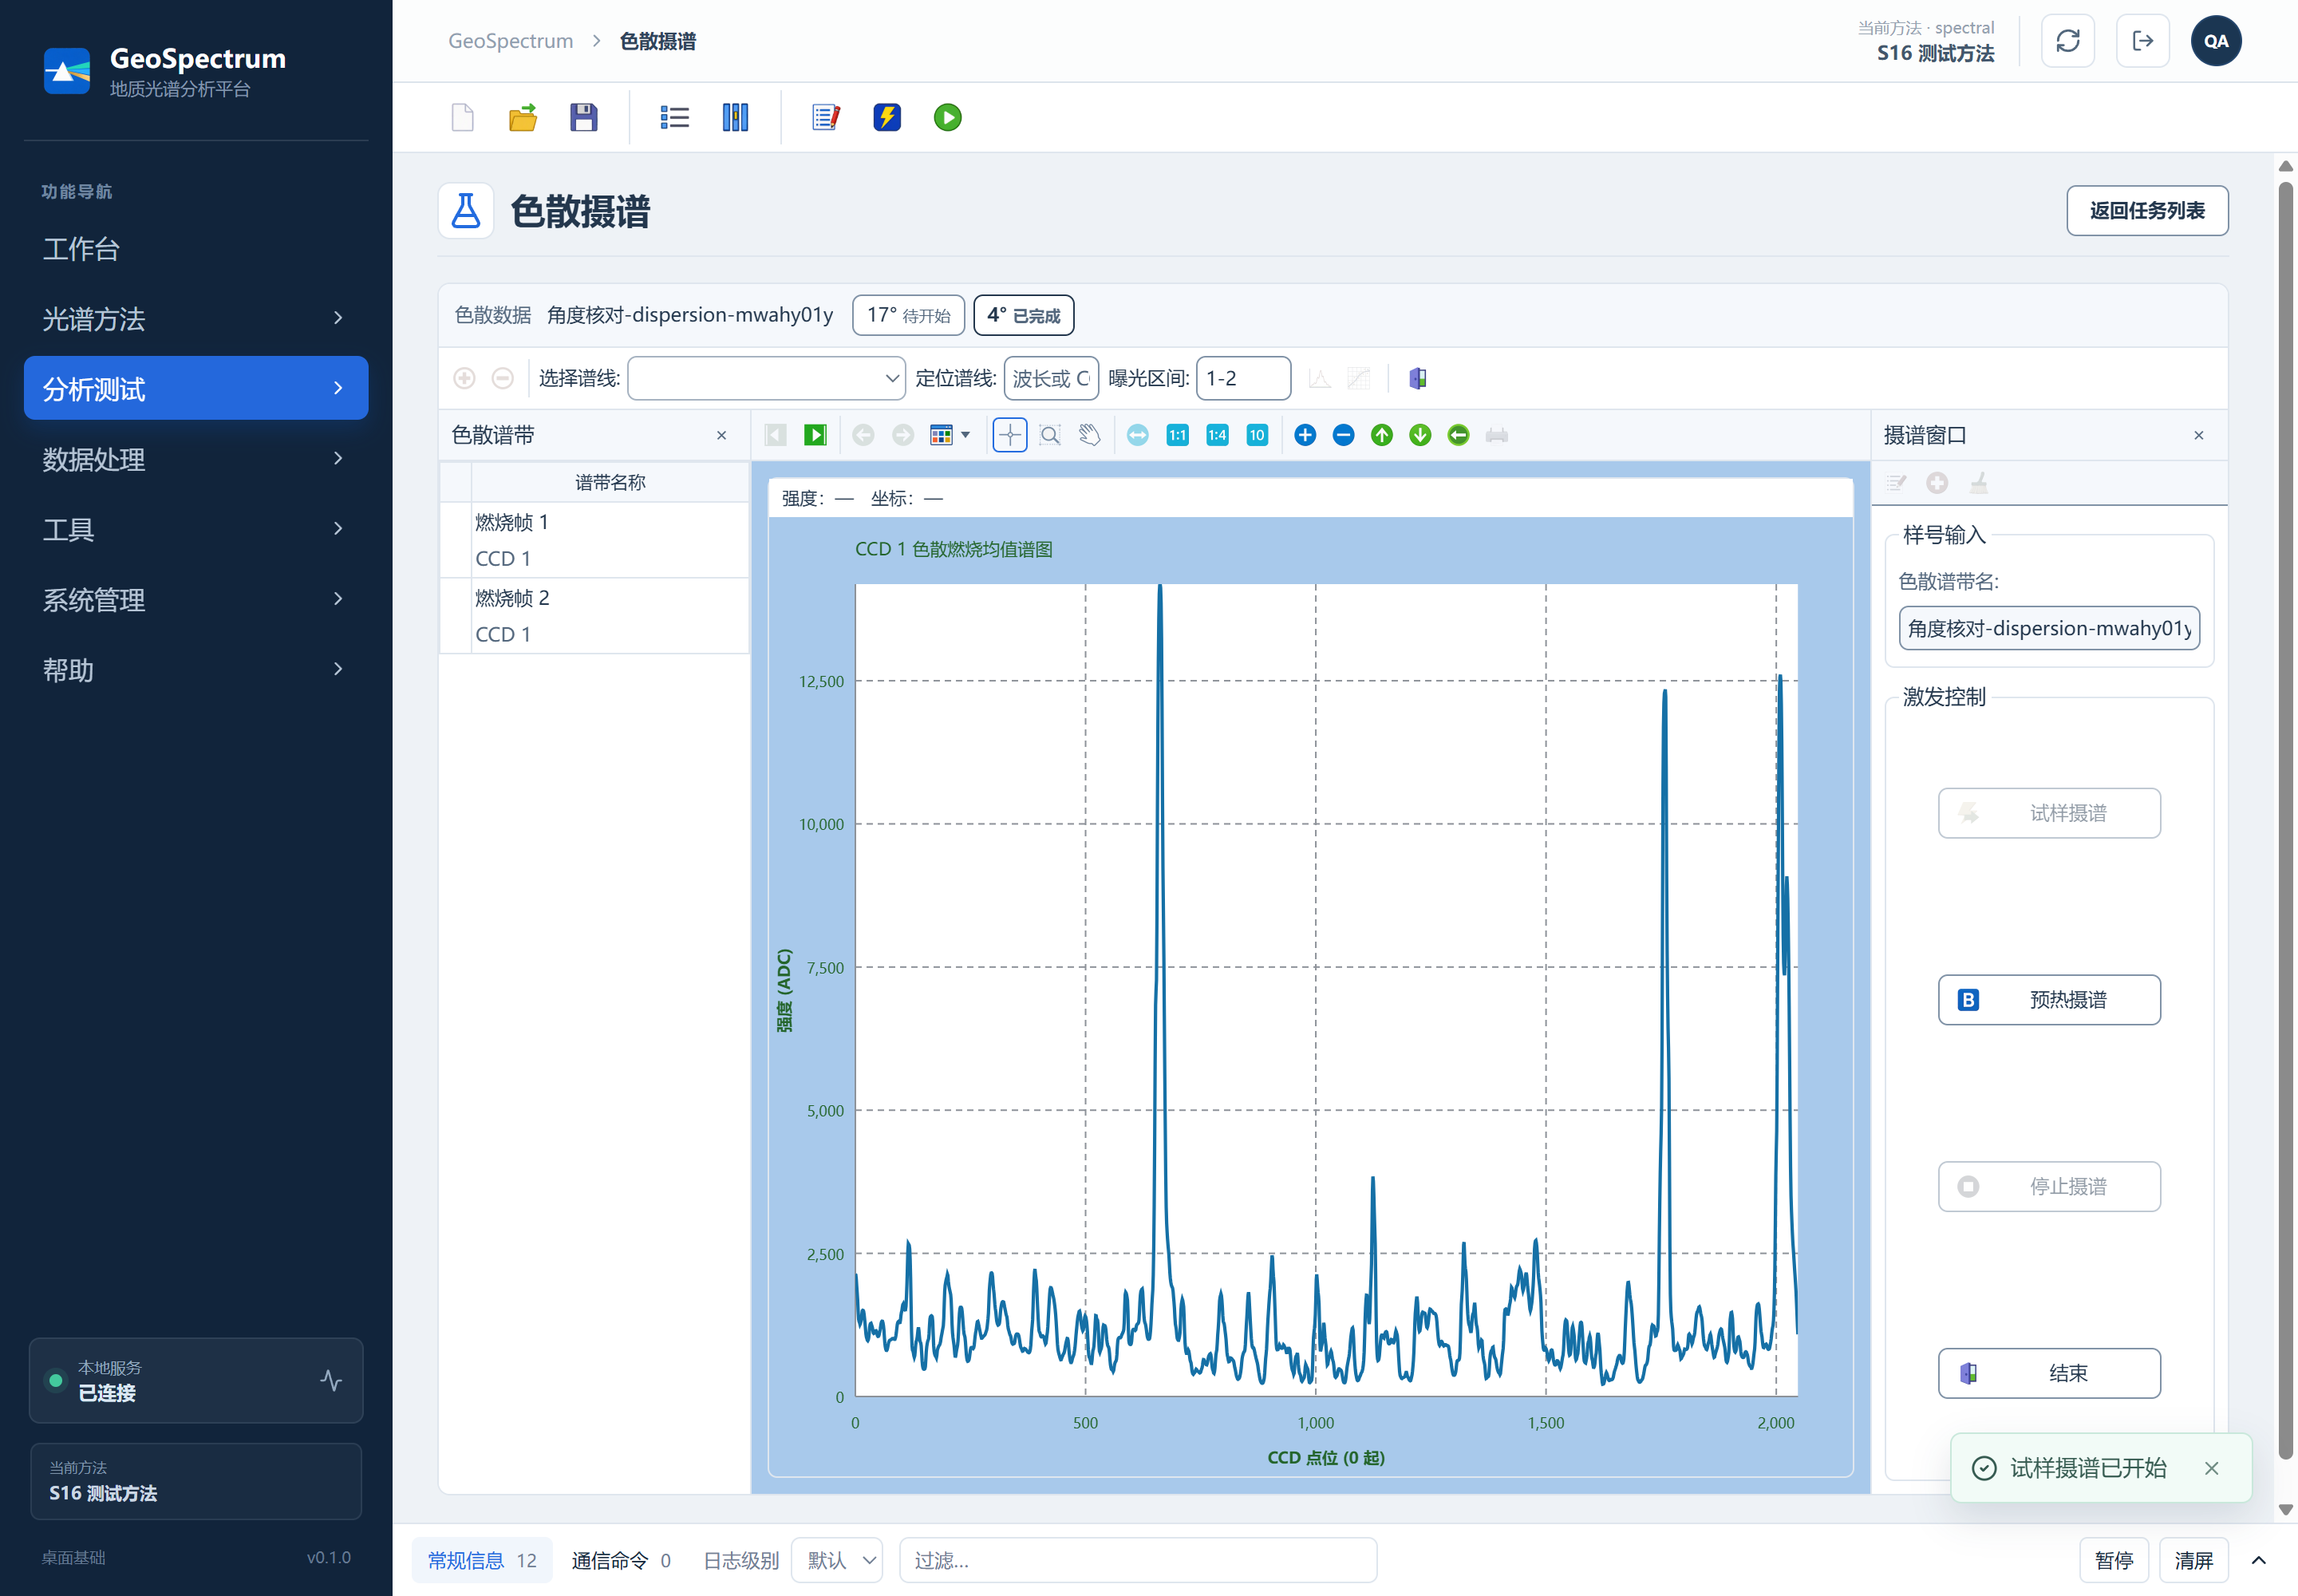 GeoSpectrum
地质光谱分析平台
功能导航
工作台
光谱方法
分析测试
数据处理
工具
系统管理
帮助
本地服务
已连接
当前方法
S16 测试方法
桌面基础 v0.1.0
GeoSpectrum 色散摄谱
当前方法 · spectral
S16 测试方法
QA
色散摄谱
返回任务列表
色散数据 角度核对-dispersion-mwahy01y 17° 待开始 4° 已完成
选择谱线: 定位谱线: 波长或 C 曝光区间: 1-2
色散谱带 ×
1:1 1:4 10
谱带名称
燃烧帧 1
CCD 1
燃烧帧 2
CCD 1
强度: — 坐标: —
CCD 1 色散燃烧均值谱图
强度 (ADC)
12,500
10,000
7,500
5,000
2,500
0
0 500 1,000 1,500 2,000
CCD 点位 (0 起)
摄谱窗口 ×
样号输入
色散谱带名:
角度核对-dispersion-mwahy01y
激发控制
试样摄谱
B 预热摄谱
停止摄谱
结束
试样摄谱已开始
常规信息 12 通信命令 0 日志级别 默认 过滤... 暂停 清屏